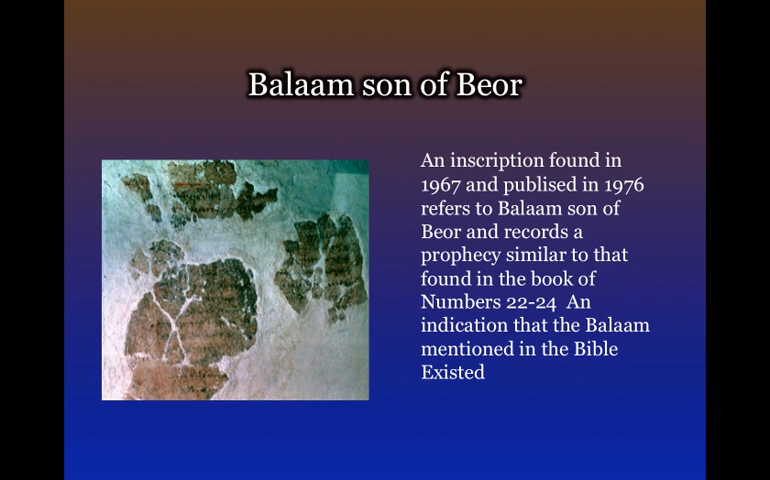 Balaam son of Beor
An inscription found in
1967 and publised in 1976
refers to Balaam son of
Beor and records a
prophecy similar to that
found in the book of
Numbers 22-24  An
indication that the Balaam
mentioned in the Bible
Existed